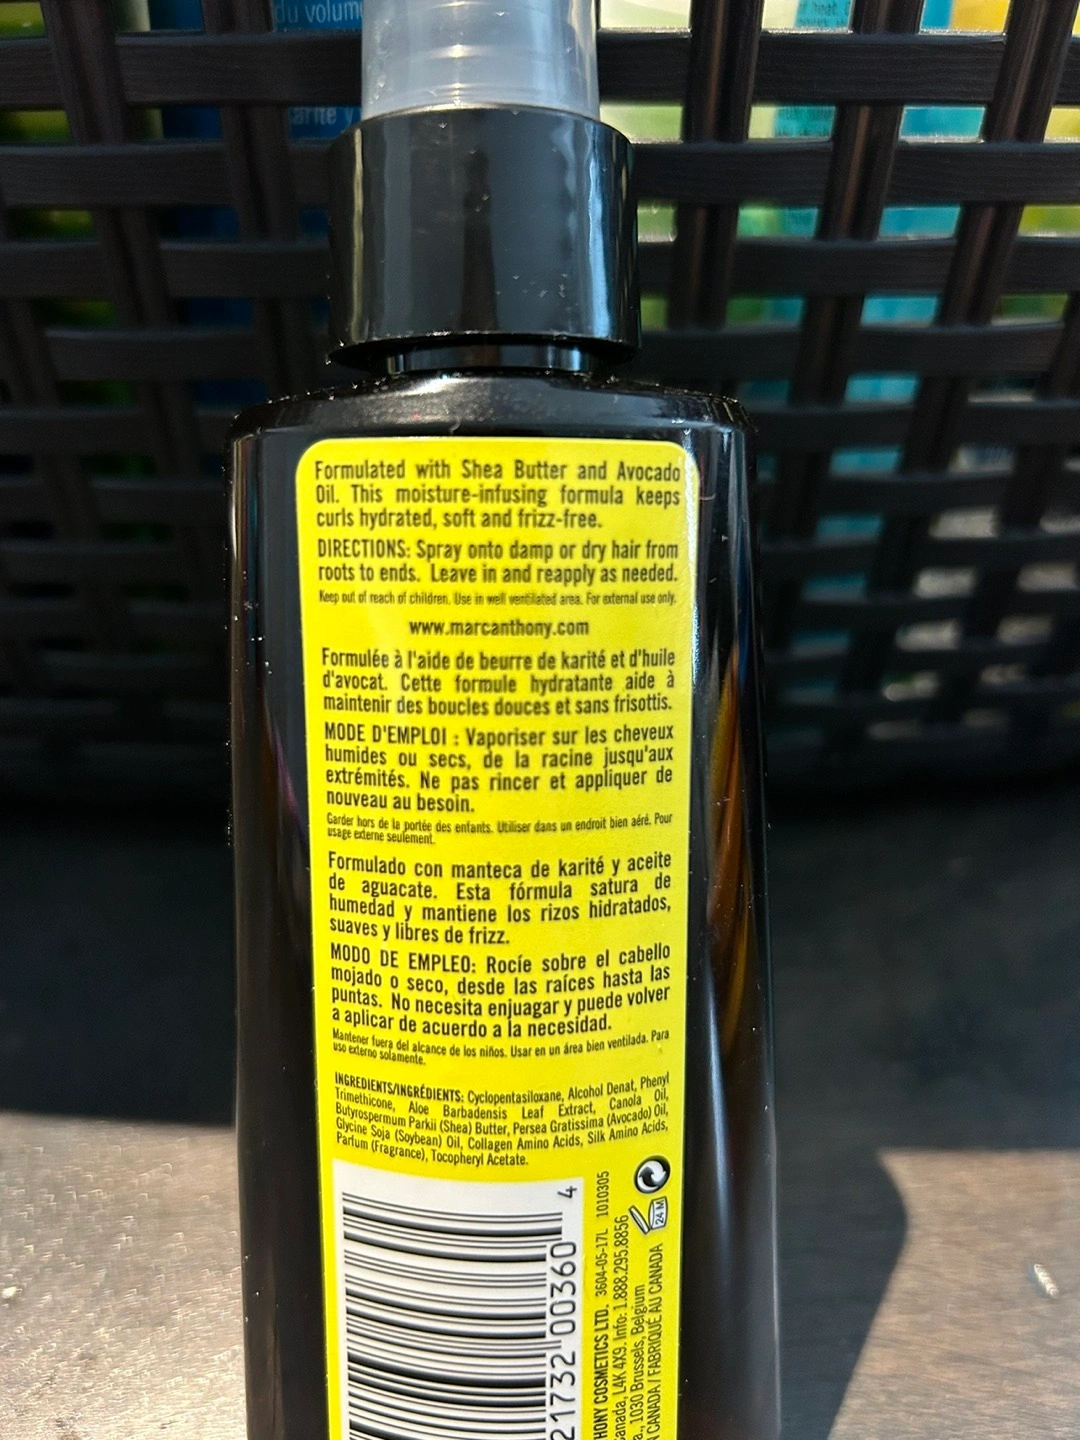 du volum
Formulated with Shea Butter and Avocado
Oil. This moisture-infusing formula keeps
curls hydrated, soft and frizz-free.
DIRECTIONS: Spray onto damp or dry hair from
roots to ends. Leave in and reapply as needed.
Keep out of reach of children. Use in well ventilated area. For external use only.
www.marcanthony.com
Formulée à l'aide de beurre de karité et d'huile
d'avocat. Cette formule hydratante aide à
maintenir des boucles douces et sans frisottis.
MODE D'EMPLOI : Vaporiser sur les cheveux
humides ou secs, de la racine jusqu'aux
extrémités. Ne pas rincer et appliquer de
nouveau au besoin.
Garder hors de la portée des enfants. Utiliser dans un endroit bien aéré. Pour
usage externe seulement.
Formulado con manteca de karité y aceite
de aguacate. Esta fórmula satura de
humedad y mantiene los rizos hidratados,
suaves y libres de frizz.
MODO DE EMPLEO: Rocíe sobre el cabello
mojado o seco, desde las raíces hasta las
puntas. No necesita enjuagar y puede volver
a aplicar de acuerdo a la necesidad.
Mantener fuera del alcance de los niños. Usar en un área bien ventilada. Para
uso externo solamente.
INGREDIENTS/INGRÉDIENTS: Cyclopentasiloxane, Alcohol Denat, Phenyl
Trimethicone, Aloe Barbadensis Leaf Extract, Canola Oil,
Butyrospermum Parkii (Shea) Butter, Persea Gratissima (Avocado) Oil,
Glycine Soja (Soybean) Oil, Collagen Amino Acids, Silk Amino Acids,
Parfum (Fragrance), Tocopheryl Acetate.
21732 00360 4
HONY COSMETICS LTD. 3604-05-17L 1010305
anada, L4K 4X9. Info: 1.888.295.8856
a., 1030 Brussels, Belgium
N CANADA / FABRIQUÉ AU CANADA
24 M